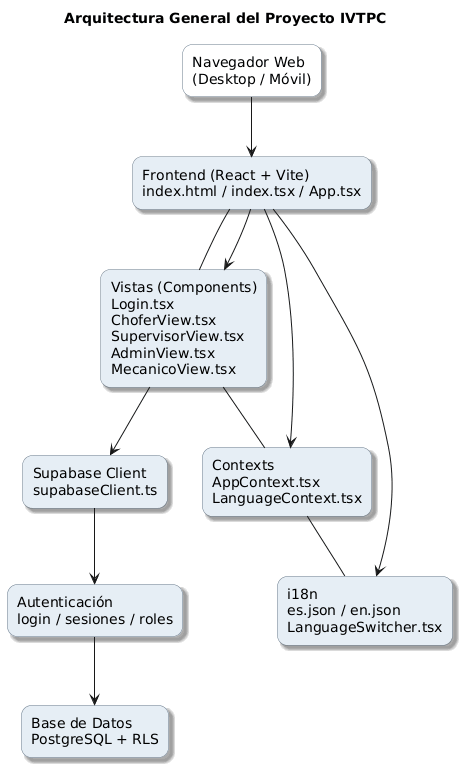 Arquitectura General del Proyecto IVTPC
Navegador Web
(Desktop / Móvil)
Frontend (React + Vite)
index.html / index.tsx / App.tsx
Vistas (Components)
Login.tsx
ChoferView.tsx
SupervisorView.tsx
AdminView.tsx
MecanicoView.tsx
Supabase Client
supabaseClient.ts
Contexts
AppContext.tsx
LanguageContext.tsx
Autenticación
login / sesiones / roles
i18n
es.json / en.json
LanguageSwitcher.tsx
Base de Datos
PostgreSQL + RLS